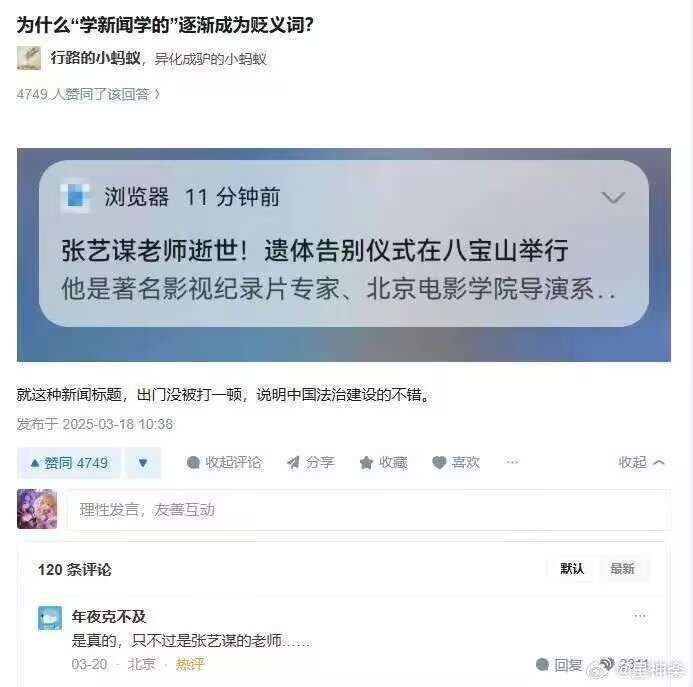 为什么“学新闻学的”逐渐成为贬义词？
行路的小蚂蚁，异化成驴的小蚂蚁
4749 人赞同了该回答 〉
浏览器 11 分钟前
张艺谋老师逝世！遗体告别仪式在八宝山举行
他是著名影视纪录片专家、北京电影学院导演系..
就这种新闻标题，出门没被打一顿，说明中国法治建设的不错。
发布于 2025-03-18 10:38
▲ 赞同 4749 ▼ 收起评论 分享 收藏 喜欢 ··· 收起
理性发言，友善互动
120 条评论 默认 最新
年夜克不及 ···
是真的，只不过是张艺谋的老师……
03-20 · 北京 · 热评 回复